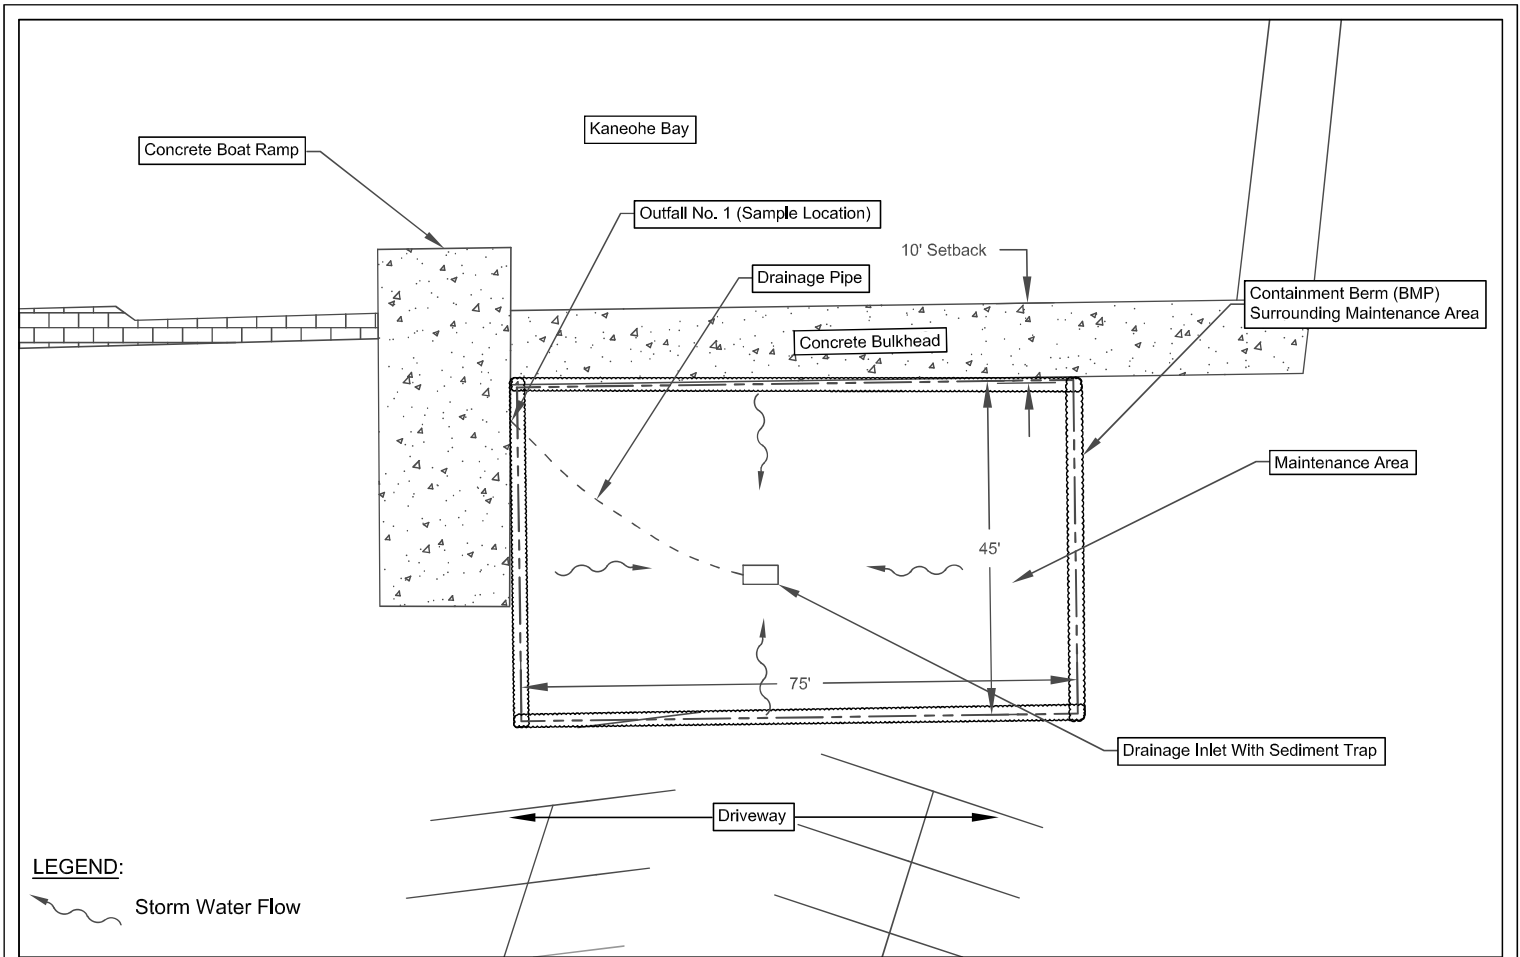 Kaneohe Bay
Concrete Boat Ramp
Outfall No. 1 (Sample Location)
10' Setback
Drainage Pipe
Containment Berm (BMP)
Surrounding Maintenance Area
Concrete Bulkhead
Maintenance Area
45'
75'
Drainage Inlet With Sediment Trap
Driveway
LEGEND:
Storm Water Flow